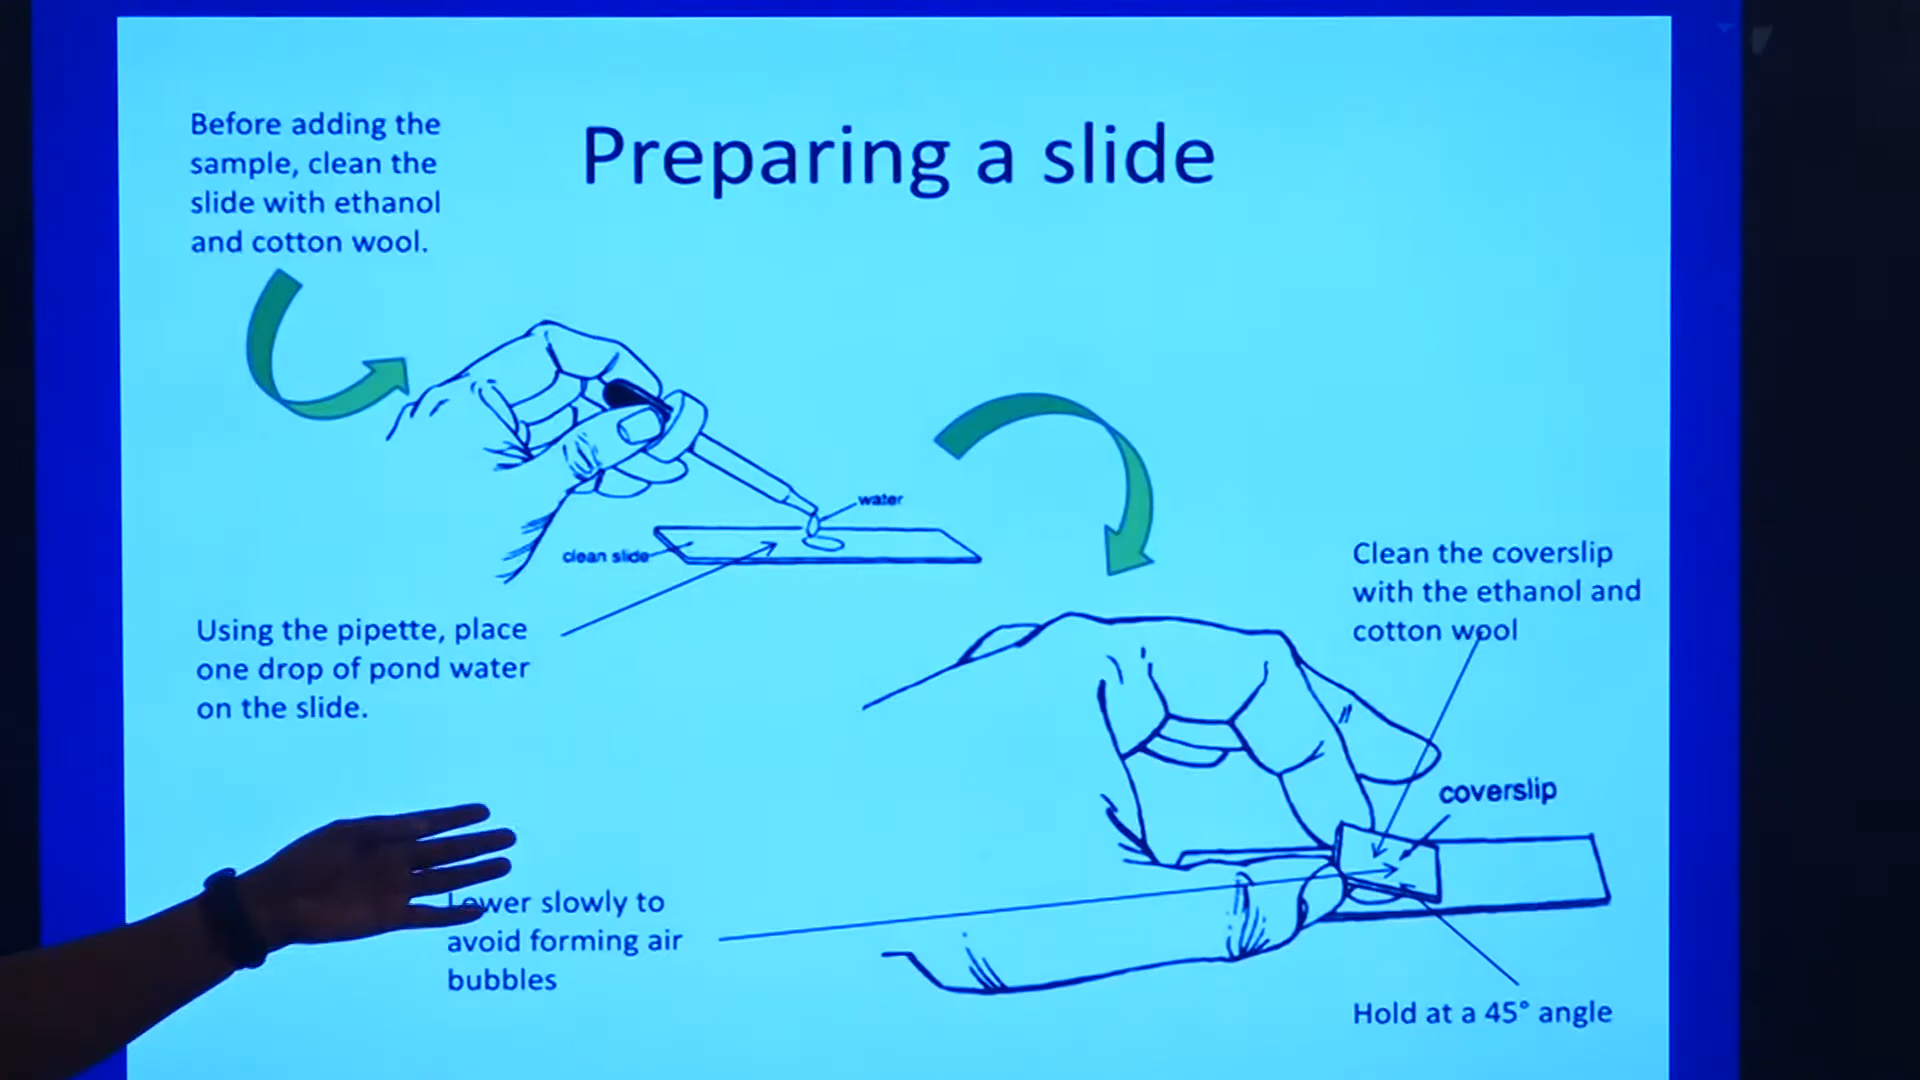 Preparing a slide
Before adding the
sample, clean the
slide with ethanol
and cotton wool.
water
clean slide
Using the pipette, place
one drop of pond water
on the slide.
Clean the coverslip
with the ethanol and
cotton wool
coverslip
Lower slowly to
avoid forming air
bubbles
Hold at a 45° angle